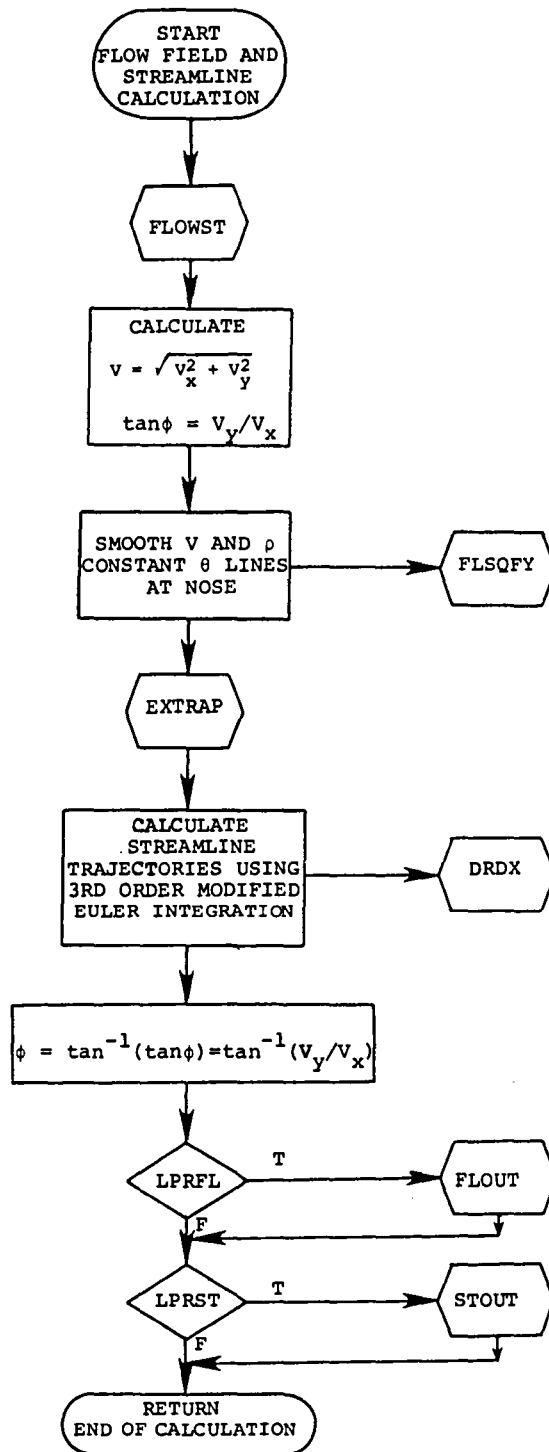 START
FLOW FIELD AND
STREAMLINE
CALCULATION
FLOWST
CALCULATE
V = √V_x^2 + V_y^2
tanφ = V_y/V_x
SMOOTH V AND ρ
CONSTANT θ LINES
AT NOSE
FLSQFY
EXTRAP
CALCULATE
STREAMLINE
TRAJECTORIES USING
3RD ORDER MODIFIED
EULER INTEGRATION
DRDX
φ = tan^-1(tanφ)=tan^-1(V_y/V_x)
LPRFL
T
FLOUT
F
LPRST
T
STOUT
F
RETURN
END OF CALCULATION